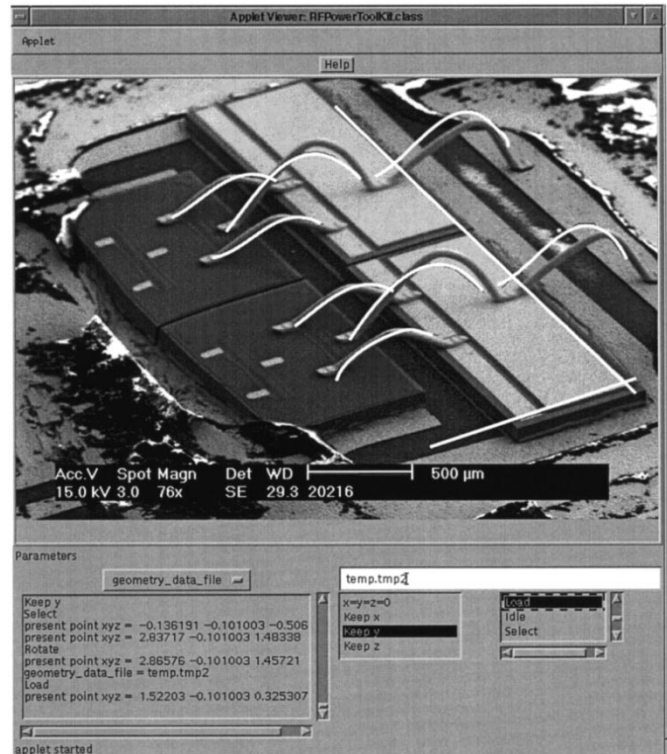 Applet Viewer: RFPowerToolKit.class
Applet
Help
Acc.V Spot Magn Det WD 500 µm
15.0 kV 3.0 76x SE 29.3 20216
Parameters
geometry_data_file
temp.tmp2
Keep y
Select
present point xyz = -0.136191 -0.101003 -0.506
present point xyz = 2.83717 -0.101003 1.48338
Rotate
present point xyz = 2.86576 -0.101003 1.45721
geometry_data_file = temp.tmp2
Load
present point xyz = 1.52203 -0.101003 0.325307
x=y=z=0
Keep x
Keep y
Keep z
Load
Idle
Select
applet started